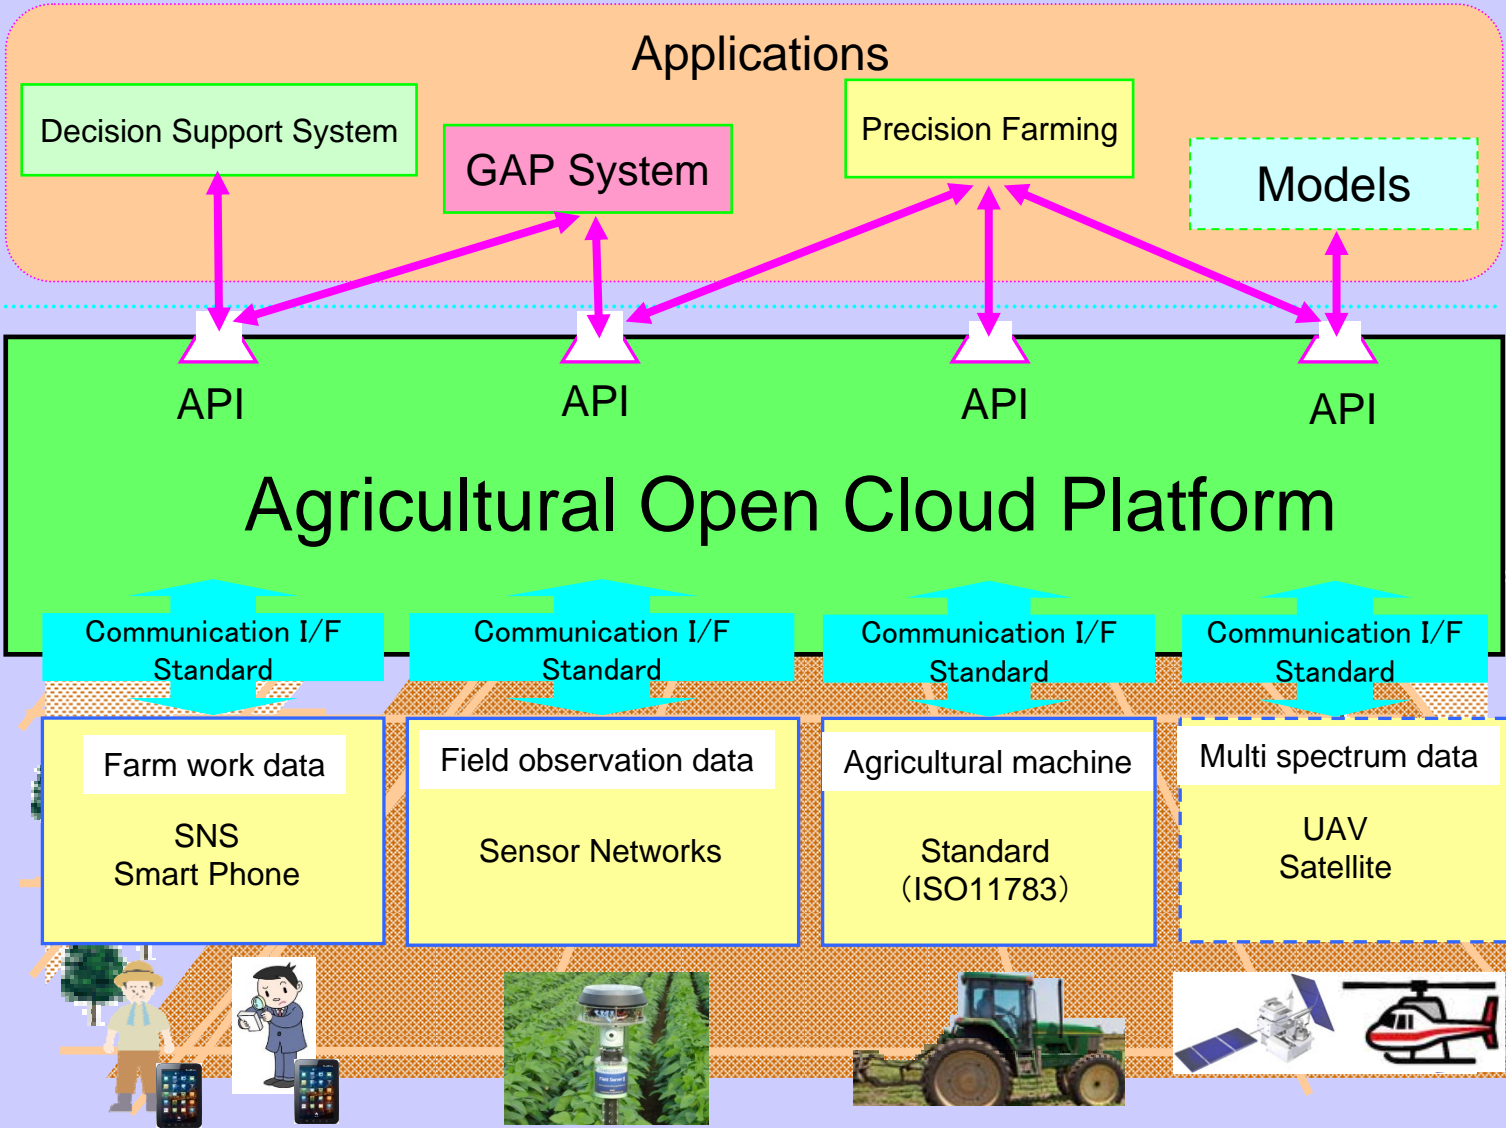 Applications
Decision Support System
GAP System
Precision Farming
Models
API
API
API
API
Agricultural Open Cloud Platform
Communication I/F
Standard
Communication I/F
Standard
Communication I/F
Standard
Communication I/F
Standard
Farm work data
SNS
Smart Phone
Field observation data
Sensor Networks
Agricultural machine
Standard
（ISO11783）
Multi spectrum data
UAV
Satellite
Field Server